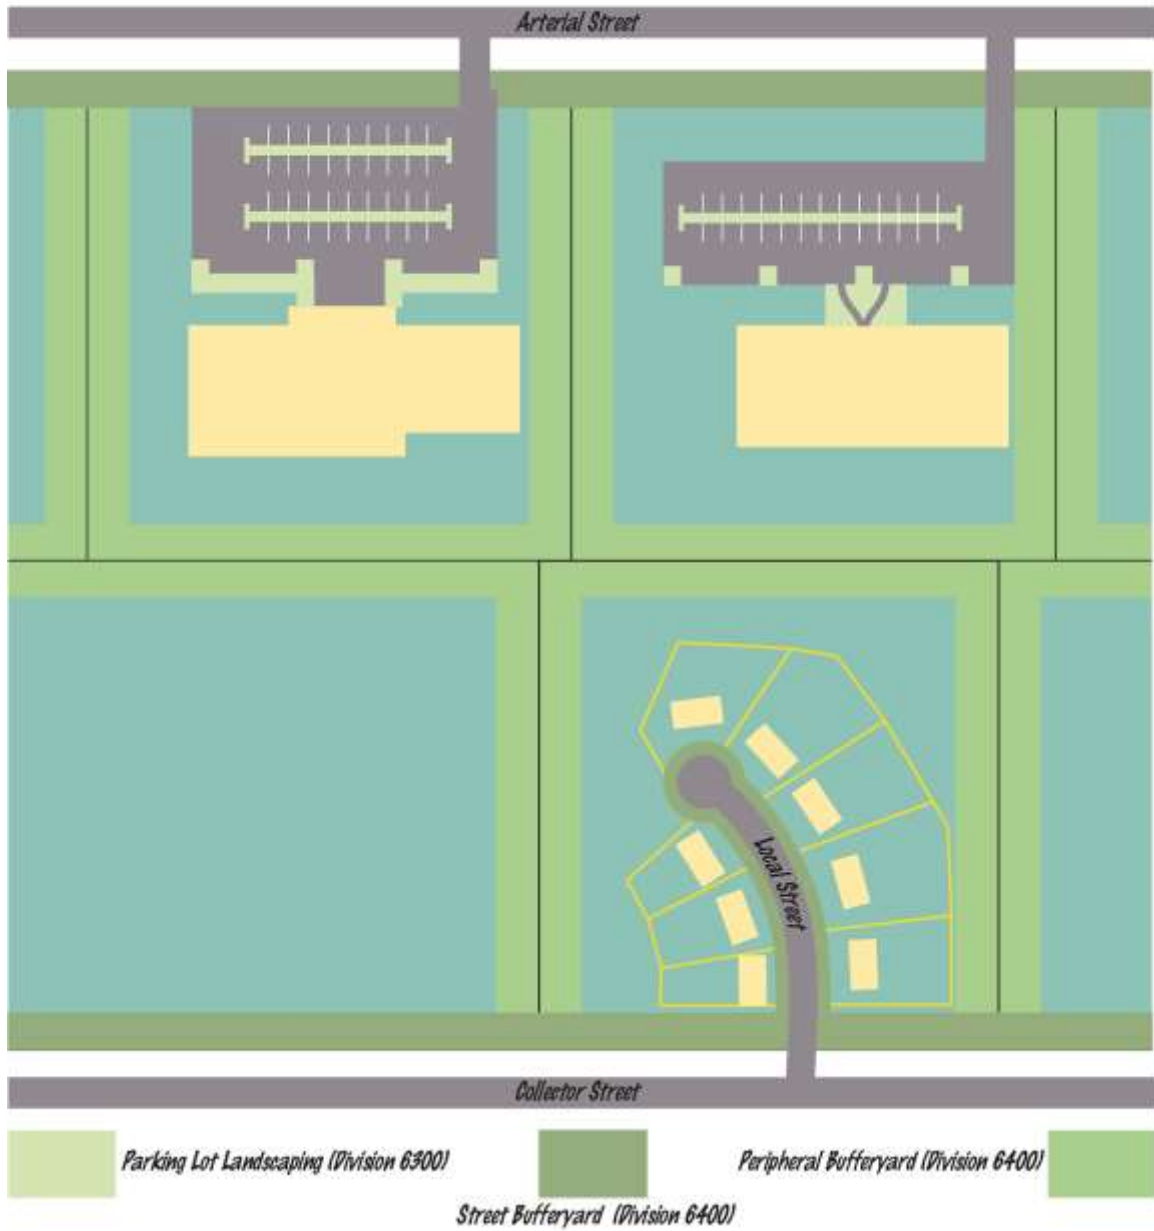 Arterial Street
Local Street
Collector Street
Parking Lot Landscaping (Division 6300)
Peripheral Bufferyard (Division 6400)
Street Bufferyard (Division 6400)